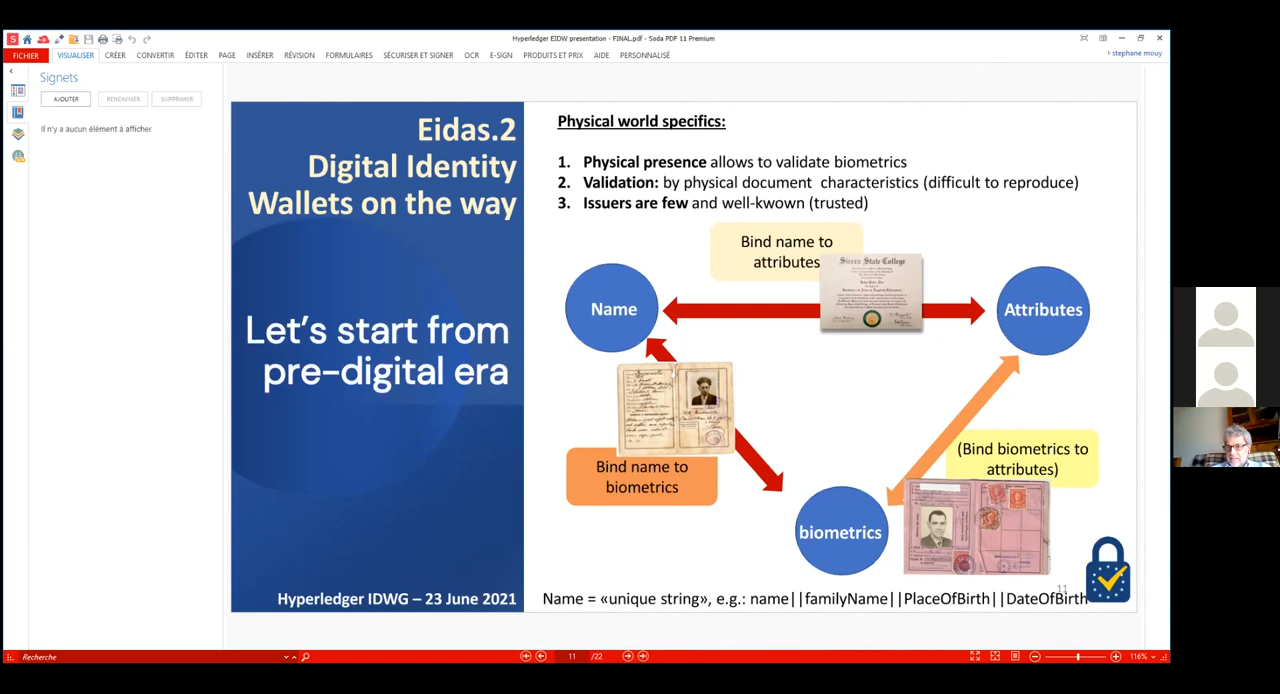 Hyperledger EIDW presentation - FINAL.pdf - Soda PDF 11 Premium
FICHIER VISUALISER CRÉER CONVERTIR ÉDITER PAGE INSÉRER RÉVISION FORMULAIRES SÉCURISER ET SIGNER OCR E-SIGN PRODUITS ET PRIX AIDE PERSONNALISÉ
stephane mouy
Signets
AJOUTER RENOMMER SUPPRIMER
Il n'y a aucun élément à afficher
Eidas.2
Digital Identity
Wallets on the way
Let's start from
pre-digital era
Hyperledger IDWG – 23 June 2021
Physical world specifics:
1. Physical presence allows to validate biometrics
2. Validation: by physical document characteristics (difficult to reproduce)
3. Issuers are few and well-kwown (trusted)
Bind name to
attributes
Sierra State College
Name
Attributes
Bind name to
biometrics
(Bind biometrics to
attributes)
biometrics
11
Name = «unique string», e.g.: name||familyName||PlaceOfBirth||DateOfBirth
Recherche
11 /22
116%